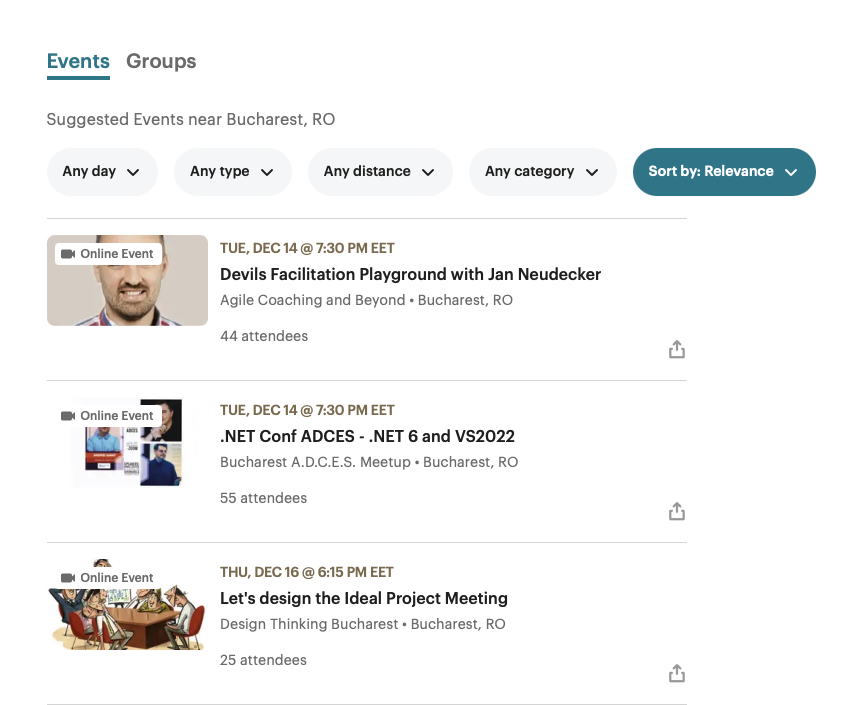 Events Groups
Suggested Events near Bucharest, RO
Any day Any type Any distance Any category Sort by: Relevance
Online Event
TUE, DEC 14 @ 7:30 PM EET
Devils Facilitation Playground with Jan Neudecker
Agile Coaching and Beyond • Bucharest, RO
44 attendees
Online Event
TUE, DEC 14 @ 7:30 PM EET
.NET Conf ADCES - .NET 6 and VS2022
Bucharest A.D.C.E.S. Meetup • Bucharest, RO
55 attendees
Online Event
THU, DEC 16 @ 6:15 PM EET
Let's design the Ideal Project Meeting
Design Thinking Bucharest • Bucharest, RO
25 attendees